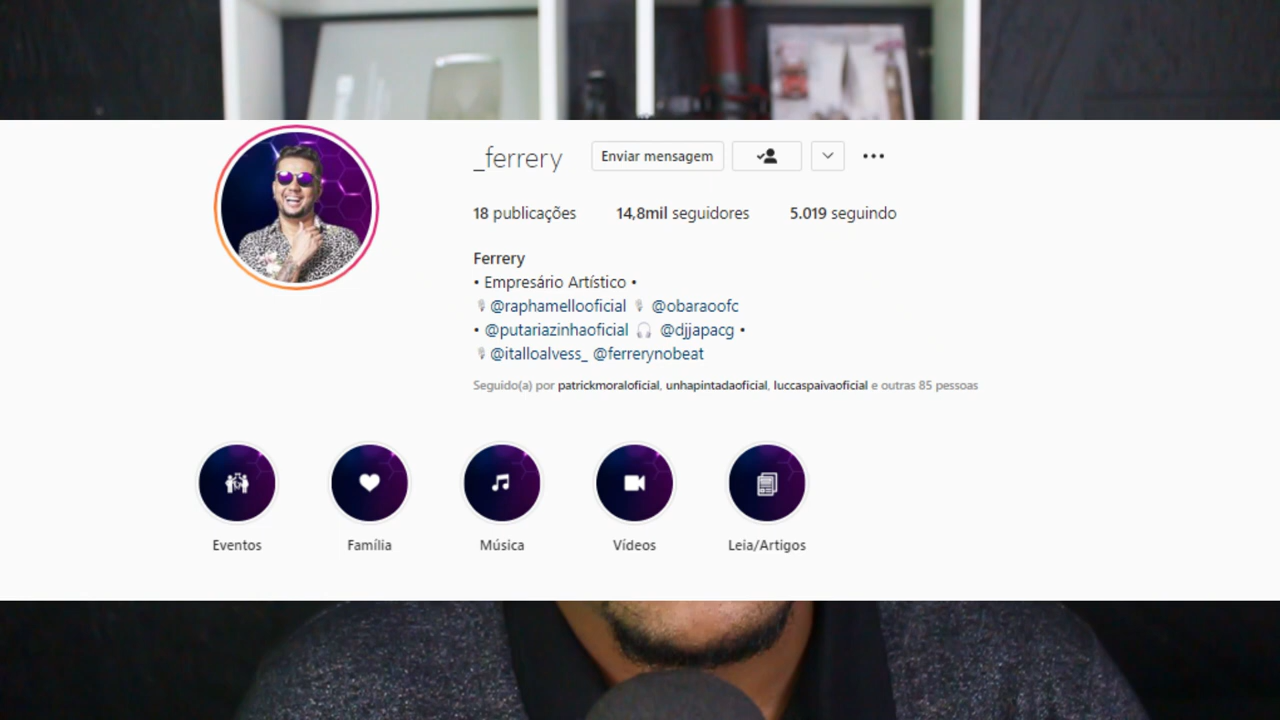 _ferrery Enviar mensagem
18 publicações 14,8mil seguidores 5.019 seguindo
Ferrery
• Empresário Artístico •
@raphamellooficial @obaraoofc
• @putariazinhaoficial @djjapacg •
@italloalvess_ @ferrerynobeat
Seguido(a) por patrickmoraloficial, unhapintadaoficial, luccaspaivaoficial e outras 85 pessoas
Eventos Família Música Vídeos Leia/Artigos